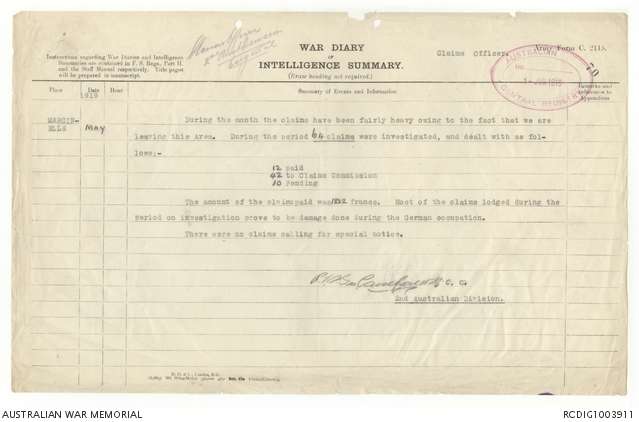 WAR DIARY
or
INTELLIGENCE SUMMARY.
(Erase heading not required.)
Claims Officer.
Army Form C. 2118.
70
Instructions regarding War Diaries and Intelligence
Summaries are contained in F. S. Regs., Part II.
and the Staff Manual respectively. Title pages
will be prepared in manuscript.
AUSTRALIAN
CENTRAL REGISTRY
Place
Date
Hour
Summary of Events and Information
Remarks and
references to
Appendices
1919
MARCIN-
ELLE
May
During the month the claims have been fairly heavy owing to the fact that we are
leaving this area. During the period 64 claims were investigated, and dealt with as fol-
lows:-
12 Paid
42 to Claims Commission
10 Pending
The amount of the claims paid was francs. Most of the claims lodged during the
period on investigation prove to be damage done during the German occupation.
There were no claims calling for special notice.
C. O.
2nd Australian Division.
AUSTRALIAN WAR MEMORIAL
RCDIG1003911